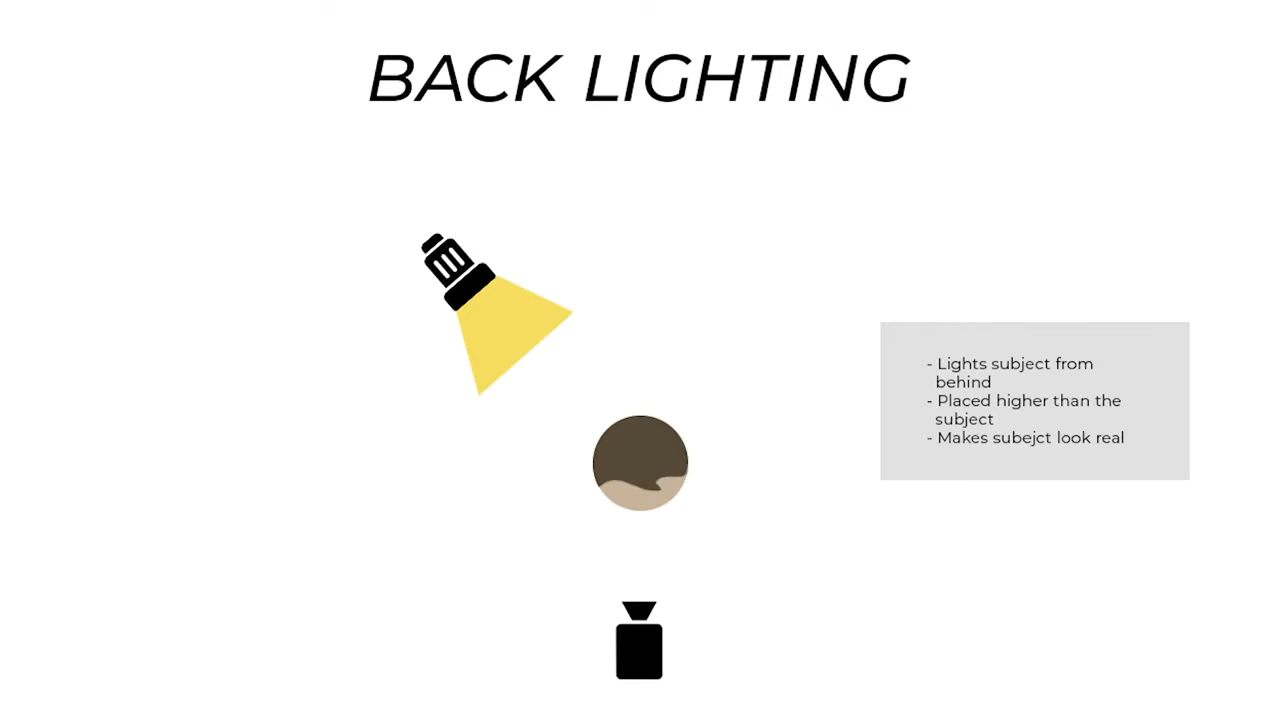 BACK LIGHTING
- Lights subject from
behind
- Placed higher than the
subject
- Makes subejct look real